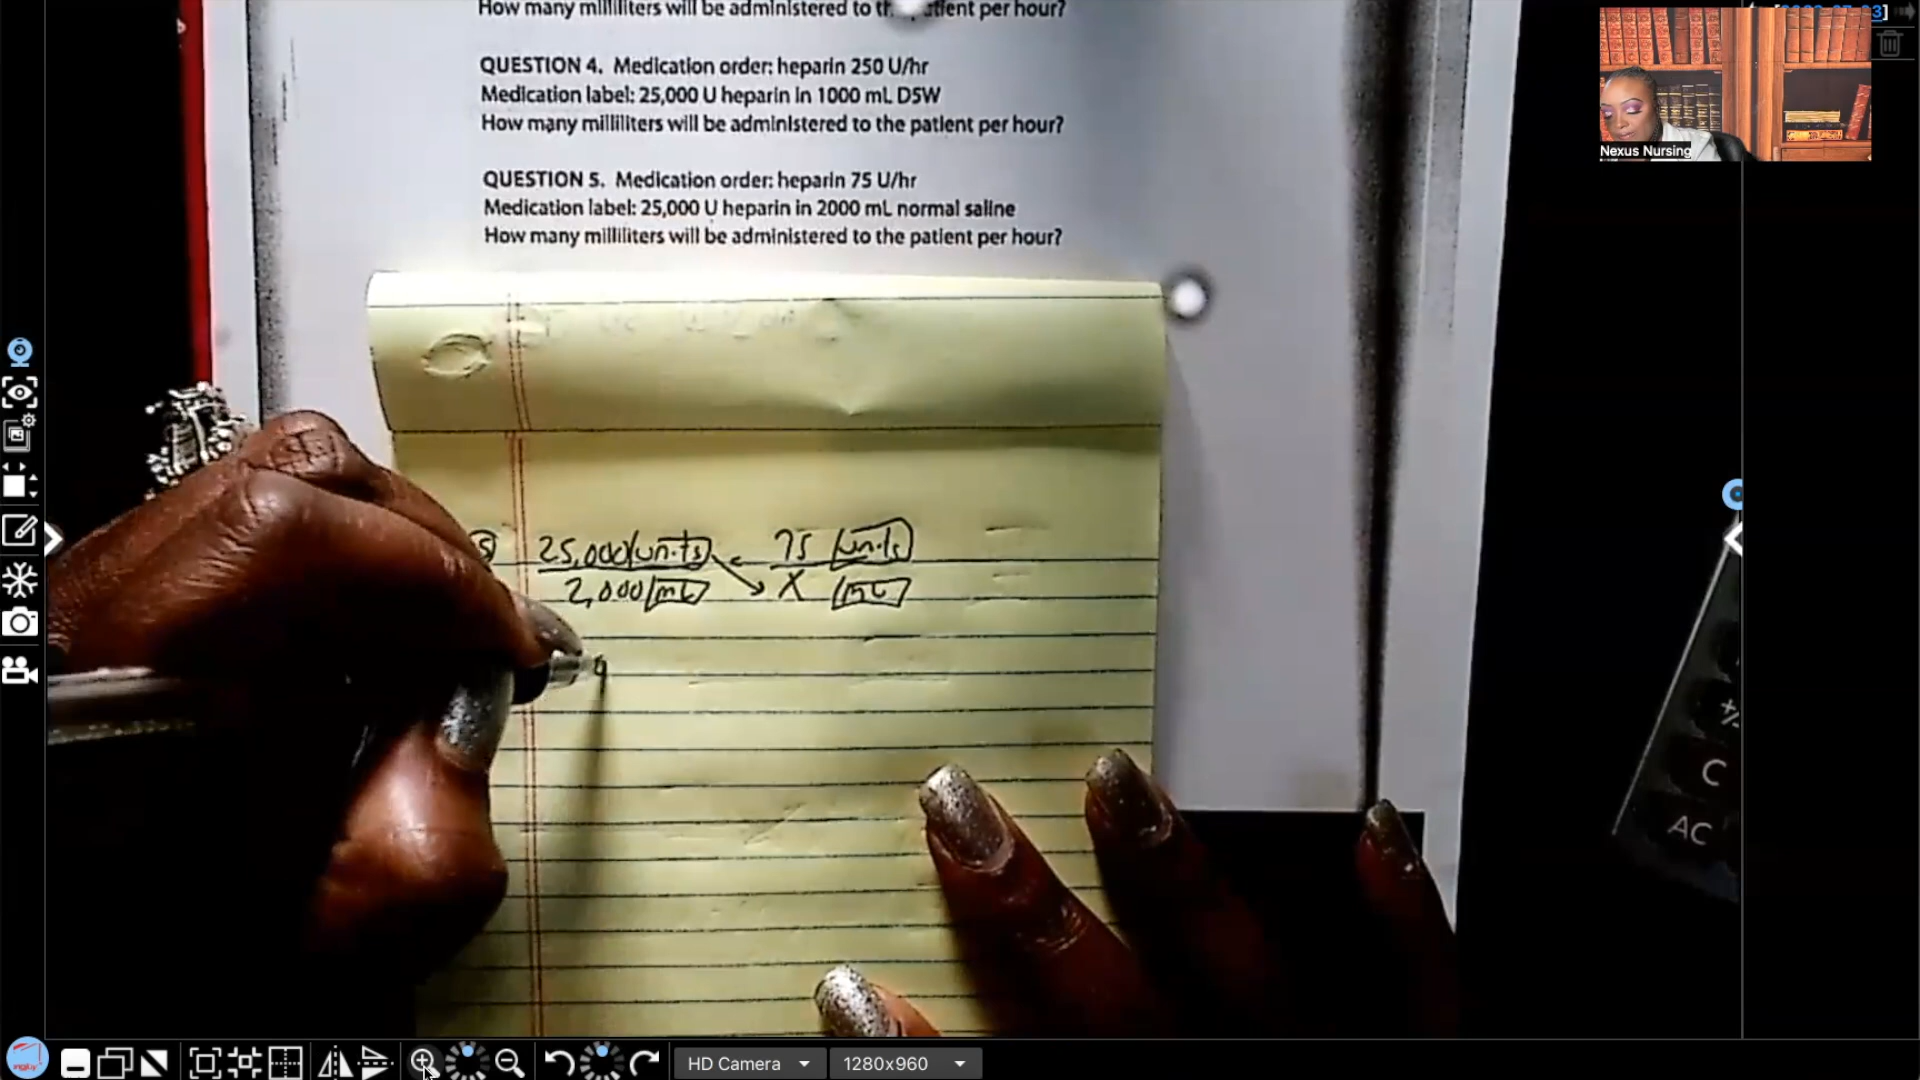 How many milliliters will be administered to patient per hour?
QUESTION 4. Medication order: heparin 250 U/hr
Medication label: 25,000 U heparin in 1000 mL D5W
How many milliliters will be administered to the patient per hour?
QUESTION 5. Medication order: heparin 75 U/hr
Medication label: 25,000 U heparin in 2000 mL normal saline
How many milliliters will be administered to the patient per hour?
Nexus Nursing
5 25,000 units 75 units
2,000 mL X mL
+/-
C
AC
HD Camera
1280x960